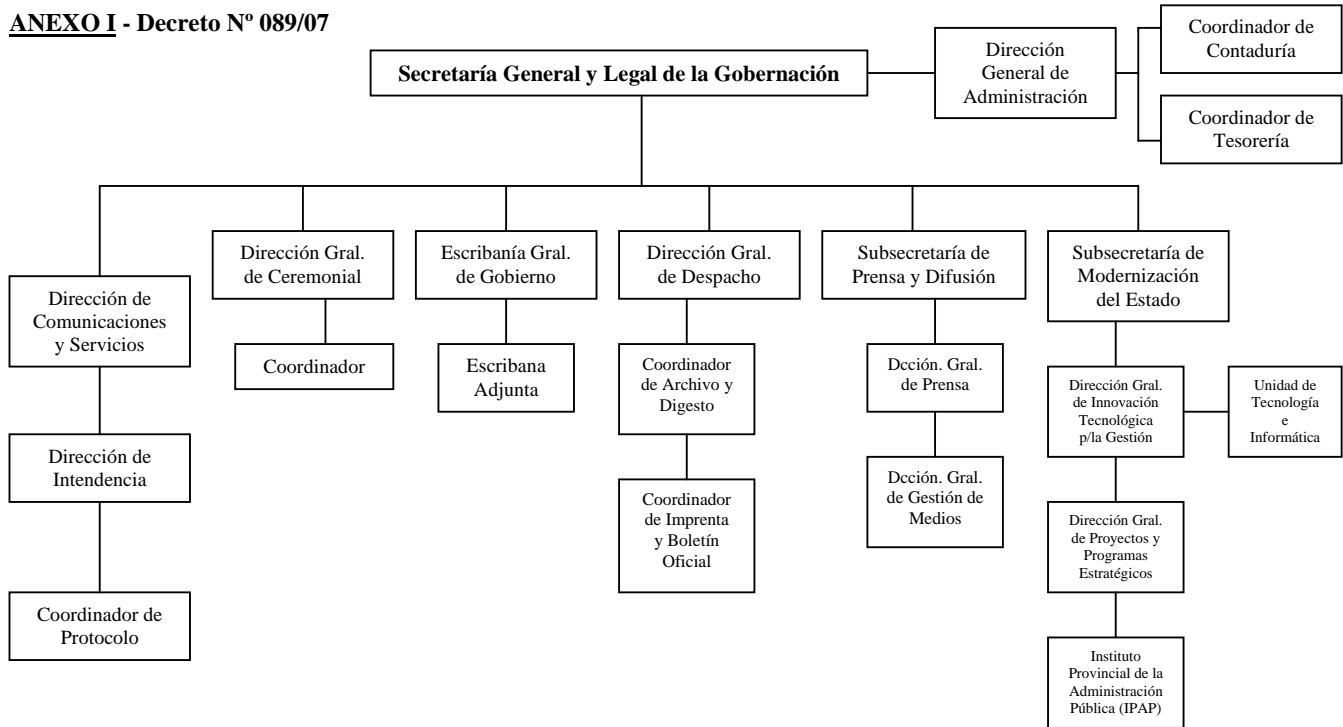 ANEXO I - Decreto Nº 089/07
Secretaría General y Legal de la Gobernación
Dirección
General de
Administración
Coordinador de
Contaduría
Coordinador de
Tesorería
Dirección de
Comunicaciones
y Servicios
Dirección de
Intendencia
Coordinador de
Protocolo
Dirección Gral.
de Ceremonial
Coordinador
Escribanía Gral.
de Gobierno
Escribana
Adjunta
Dirección Gral.
de Despacho
Coordinador
de Archivo y
Digesto
Coordinador
de Imprenta
y Boletín
Oficial
Subsecretaría de
Prensa y Difusión
Dcción. Gral.
de Prensa
Dcción. Gral.
de Gestión de
Medios
Subsecretaría de
Modernización
del Estado
Dirección Gral.
de Innovación
Tecnológica
p/la Gestión
Unidad de
Tecnología
e
Informática
Dirección Gral.
de Proyectos y
Programas
Estratégicos
Instituto
Provincial de la
Administración
Pública (IPAP)